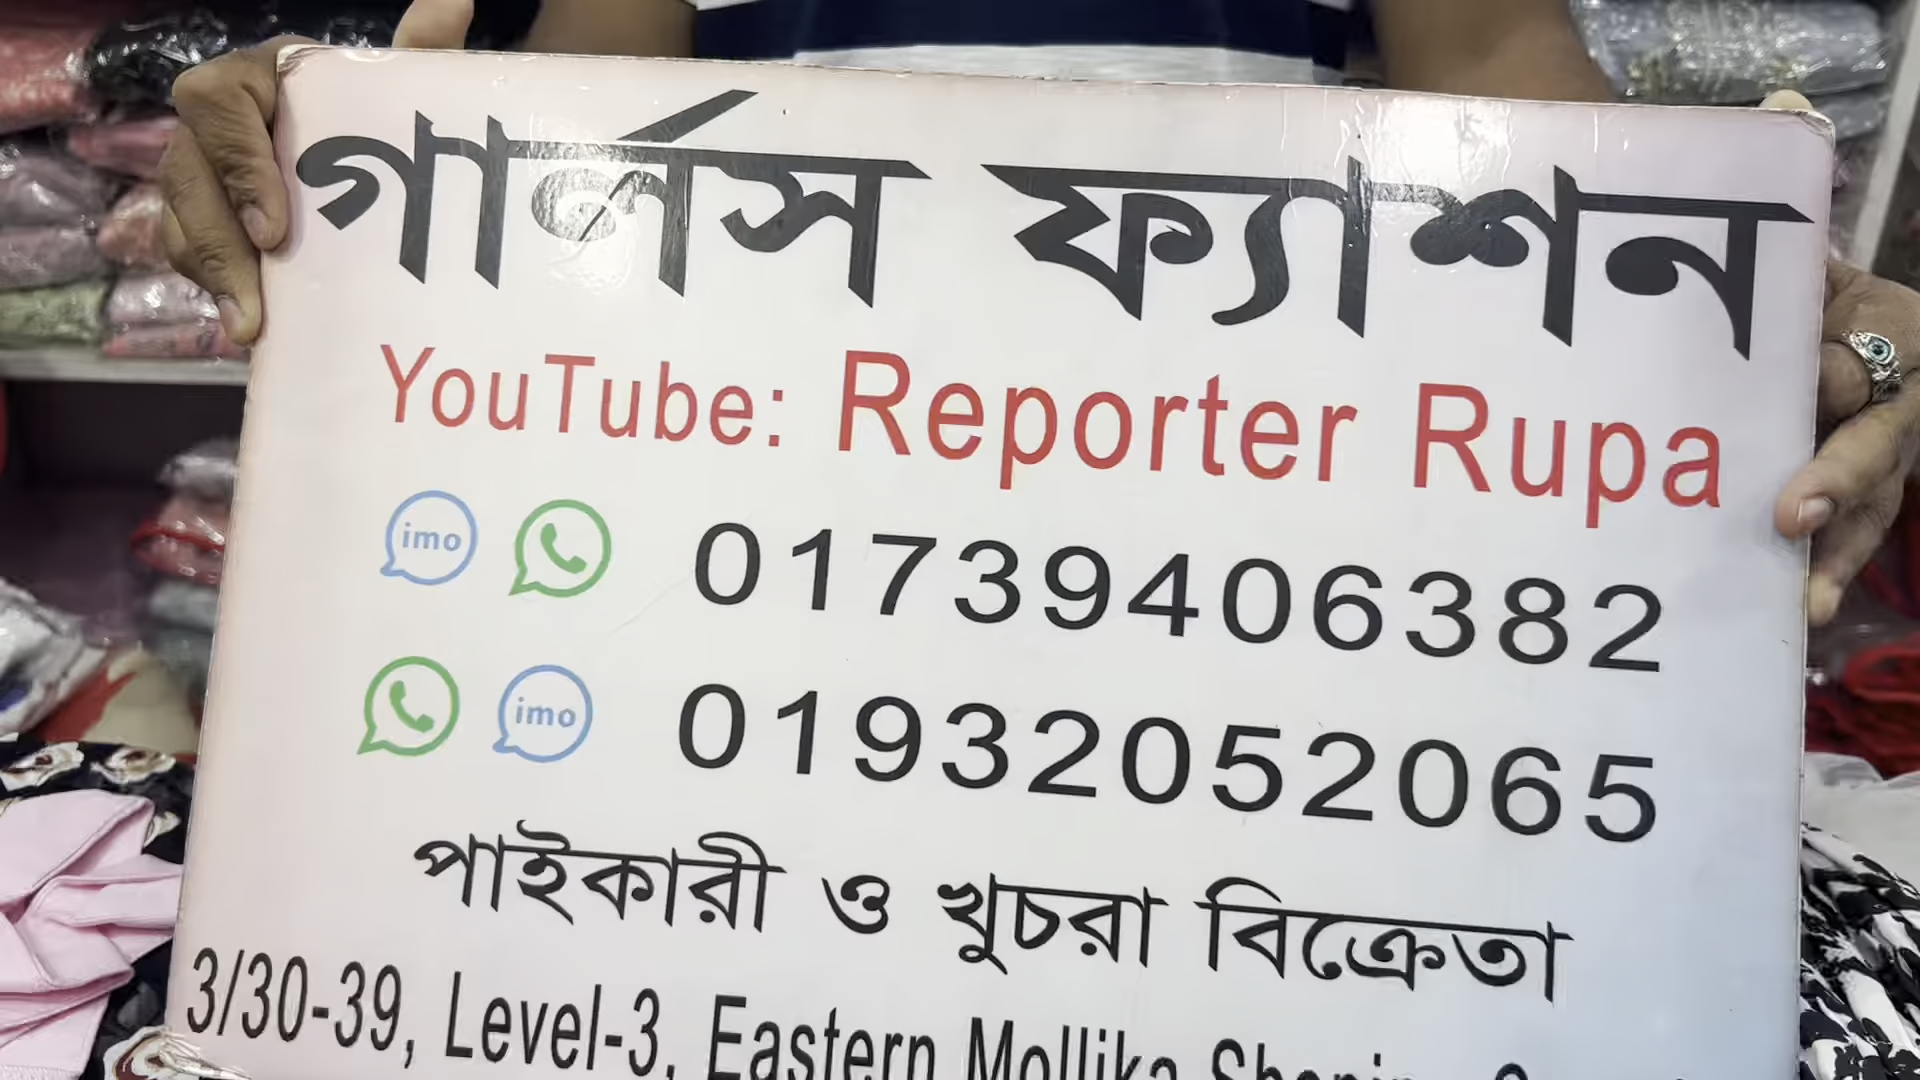 গার্লস ফ্যাশন
YouTube: Reporter Rupa
imo 01739406382
imo 01932052065
পাইকারী ও খুচরা বিক্রেতা
3/30-39, Level-3, Eastern Mollika